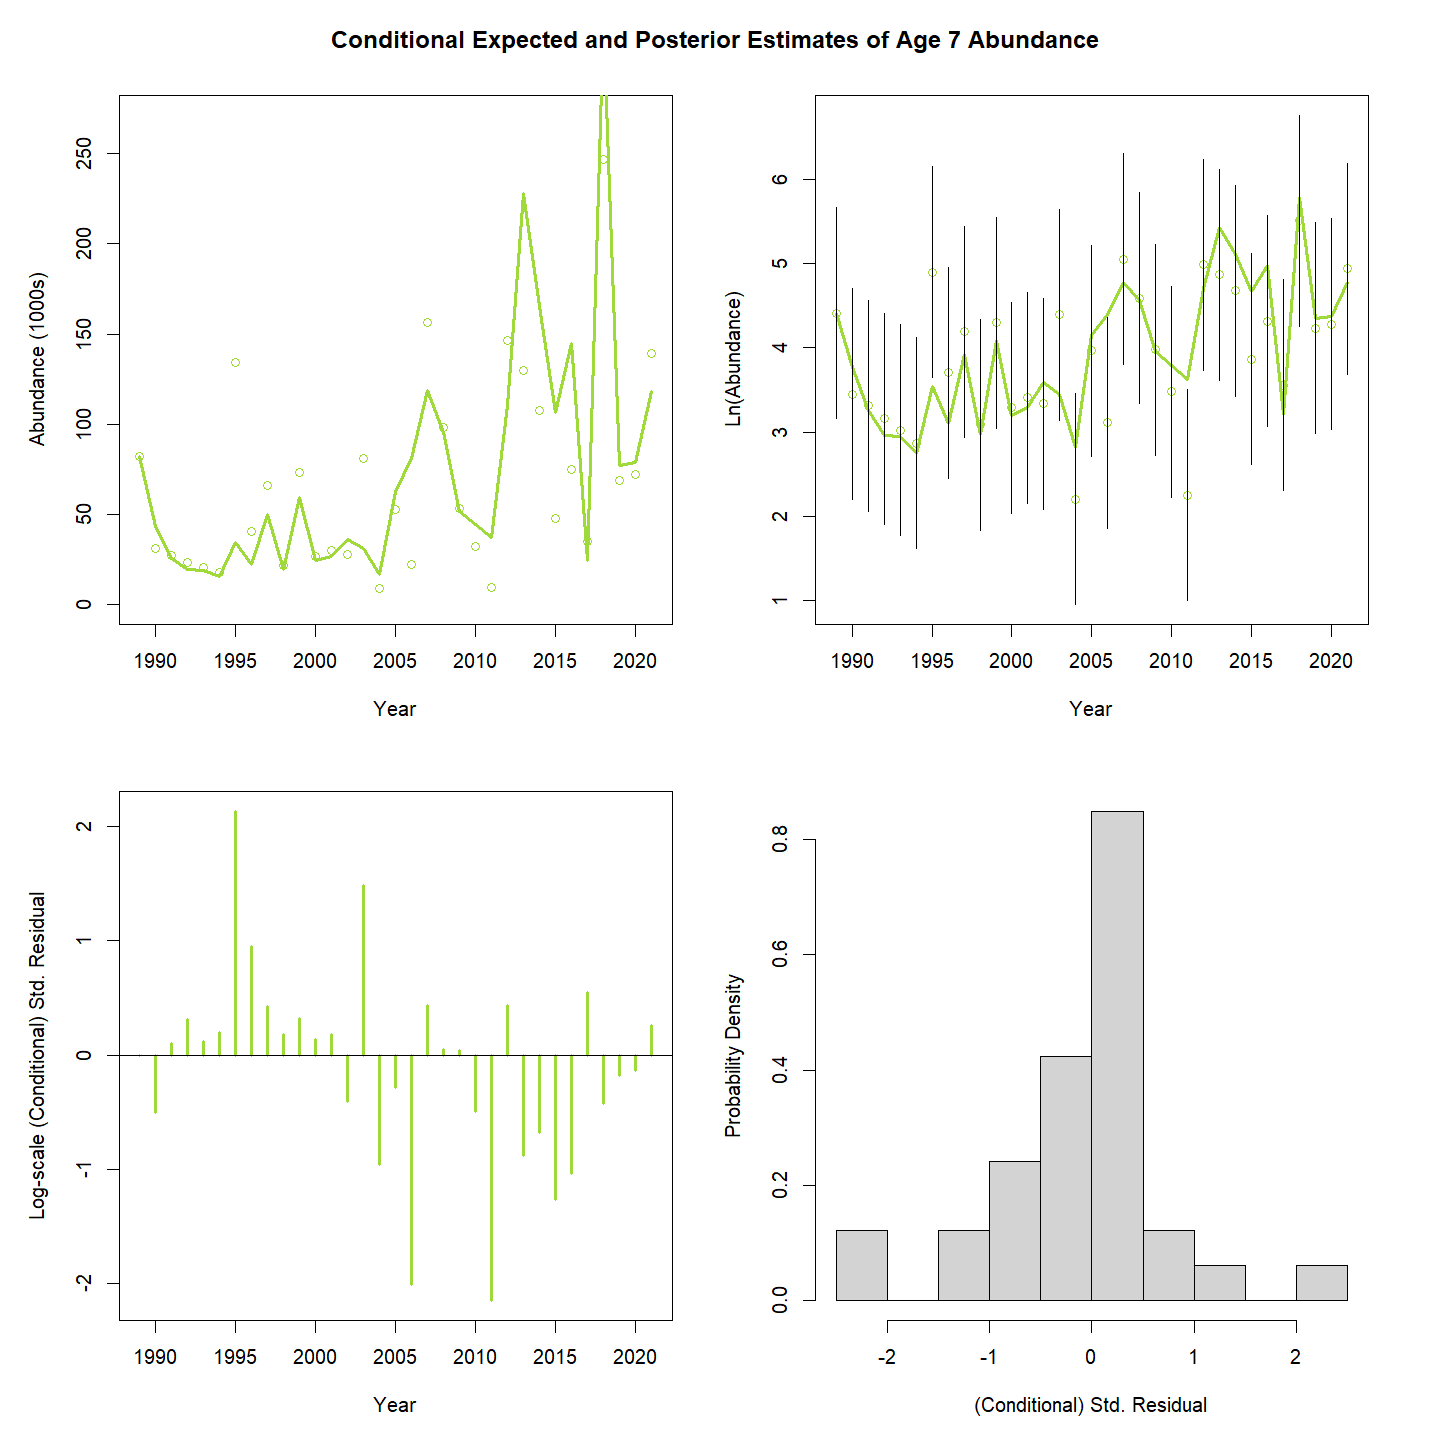 Conditional Expected and Posterior Estimates of Age 7 Abundance
Abundance (1000s)
250
200
150
100
50
0
1990 1995 2000 2005 2010 2015 2020
Year
Ln(Abundance)
6
5
4
3
2
1
1990 1995 2000 2005 2010 2015 2020
Year
Log-scale (Conditional) Std. Residual
2
1
0
-1
-2
1990 1995 2000 2005 2010 2015 2020
Year
Probability Density
0.8
0.6
0.4
0.2
0.0
-2 -1 0 1 2
(Conditional) Std. Residual